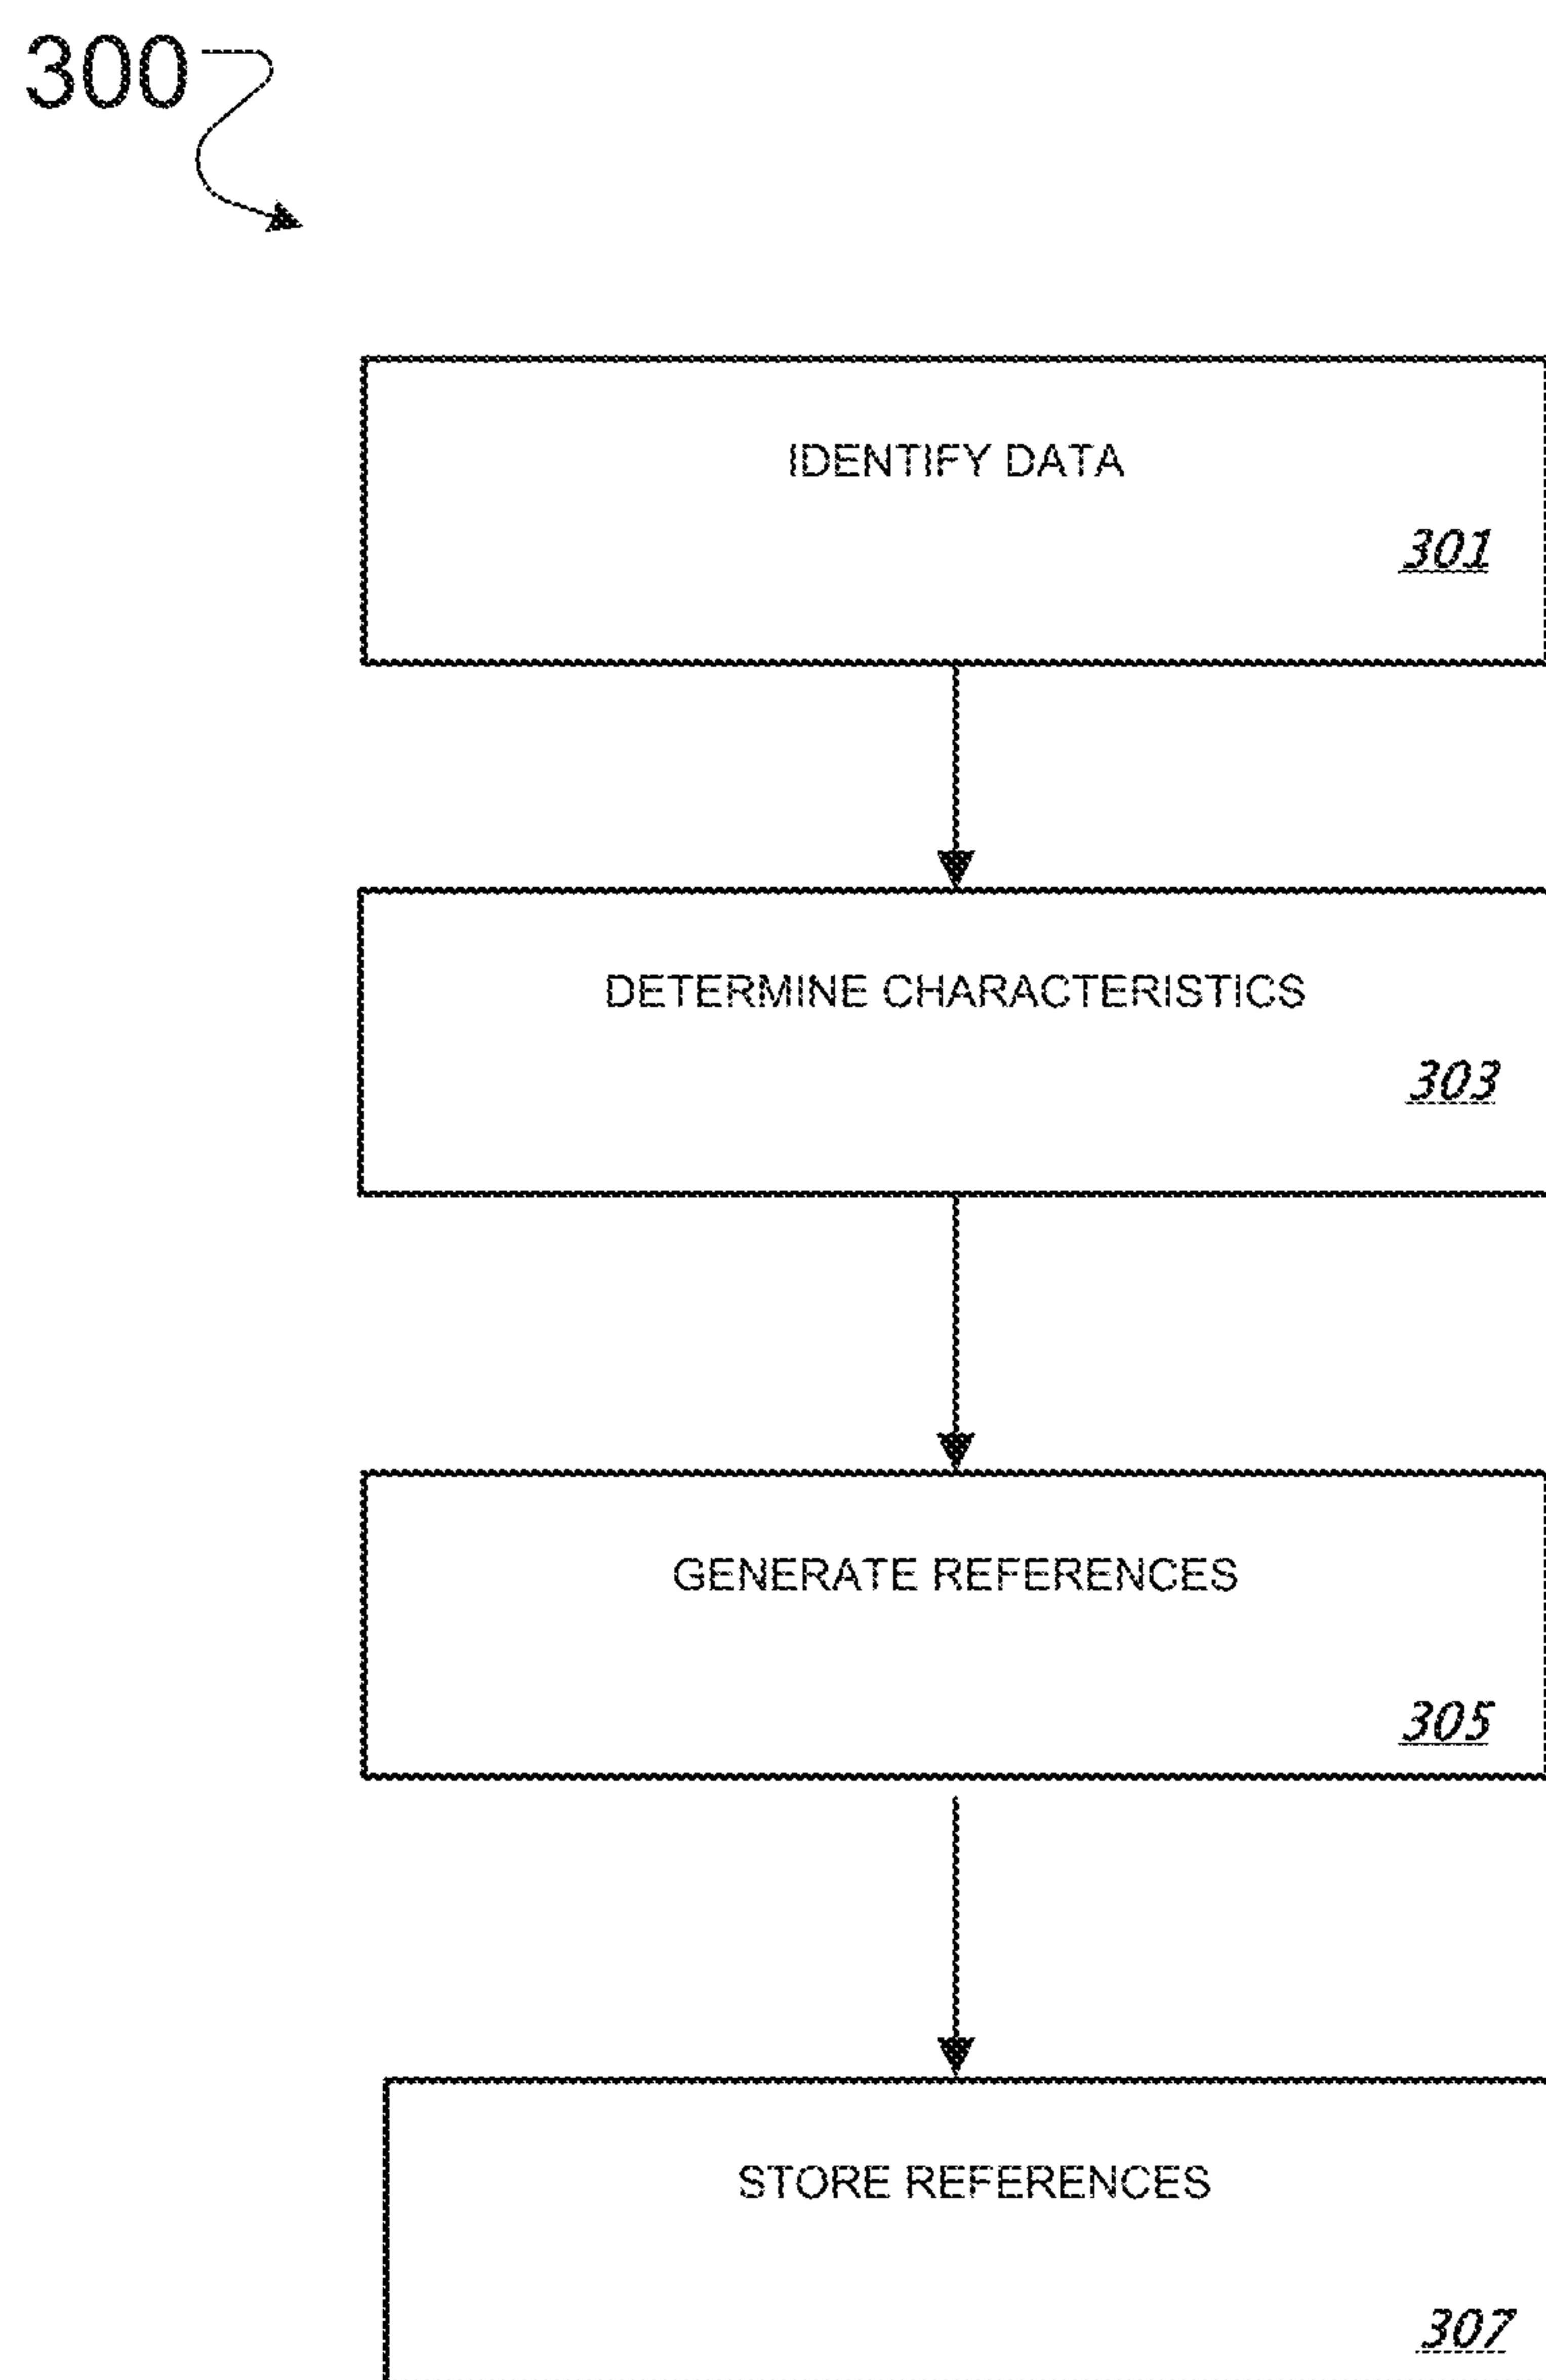 300
IDENTIFY DATA
301
DETERMINE CHARACTERISTICS
303
GENERATE REFERENCES
305
STORE REFERENCES
307